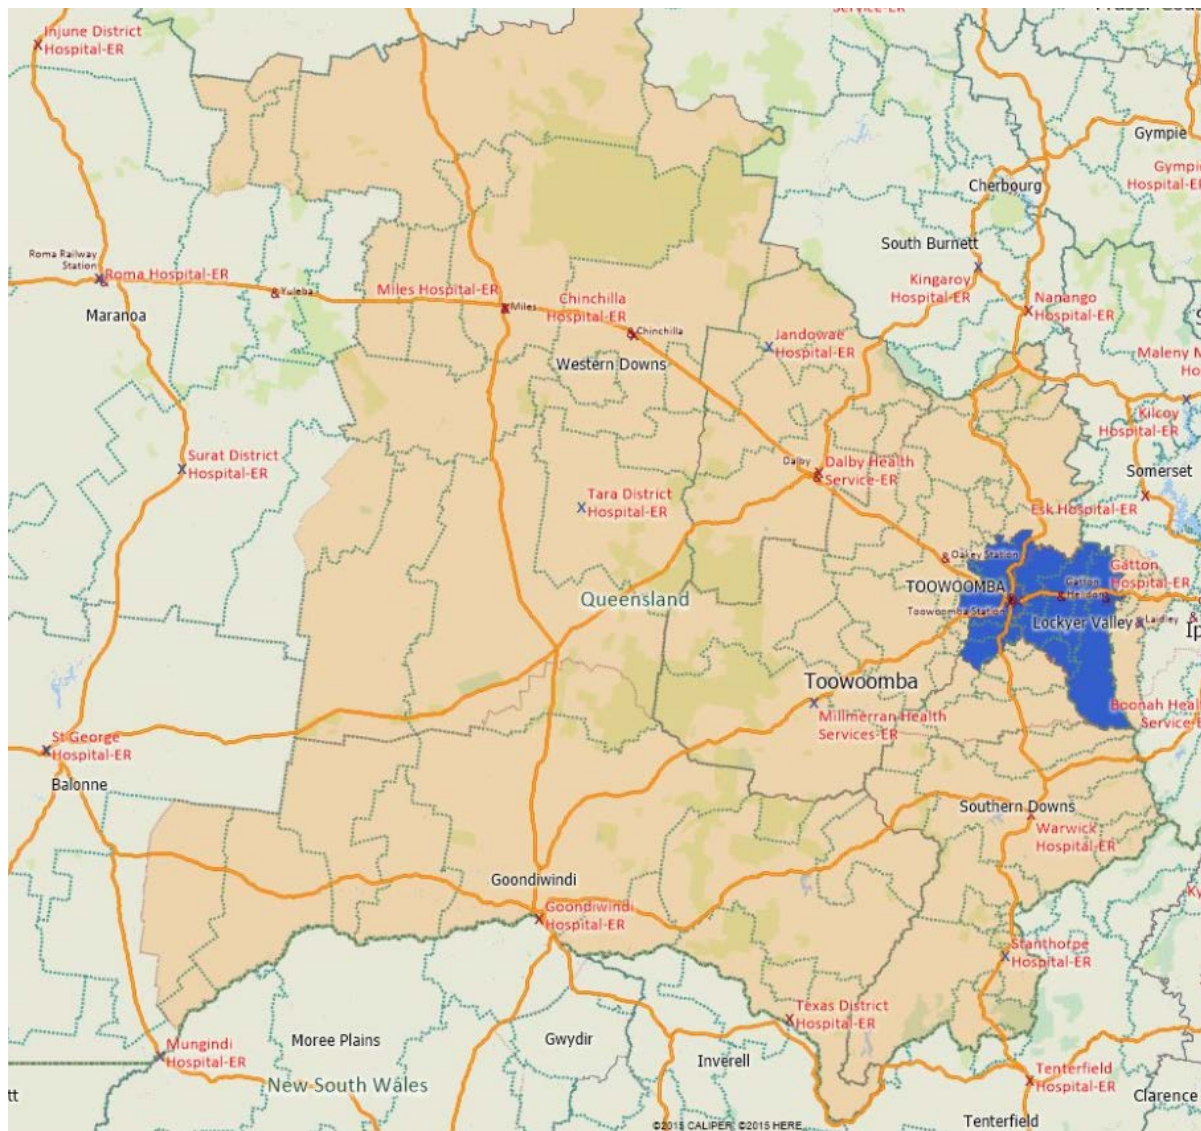 Service-ER
Injune District
Hospital-ER
Gympie
Cherbourg
Hospital-ER
South Burnett
Roma Railway
Station
Roma Hospital-ER
Yuleba
Miles Hospital-ER
Miles
Chinchilla
Hospital-ER
Chinchilla
Kingaroy
Hospital-ER
Nanango
Hospital-ER
Maranoa
Jandowae
Hospital-ER
Western Downs
Maleny
Kilcoy
Hospital-ER
Surat District
Hospital-ER
Dalby
Dalby Health
Service-ER
Somerset
Tara District
Hospital-ER
Esk Hospital-ER
Oakey Station
TOOWOOMBA
Toowoomba Station
Gatton
Helidon
Gatton
Hospital-ER
Queensland
Lockyer Valley
Laidley
Ip
Toowoomba
Millmerran Health
Services-ER
Boonah Heal
Service-E
St George
Hospital-ER
Balonne
Southern Downs
Warwick
Hospital-ER
Goondiwindi
Goondiwindi
Hospital-ER
Ky
Stanthorpe
Hospital-ER
Texas District
Hospital-ER
Mungindi
Hospital-ER
Moree Plains
Gwydir
Inverell
New South Wales
Tenterfield
Hospital-ER
Clarence
tt
Tenterfield
©2015 CALIPER; ©2015 HERE